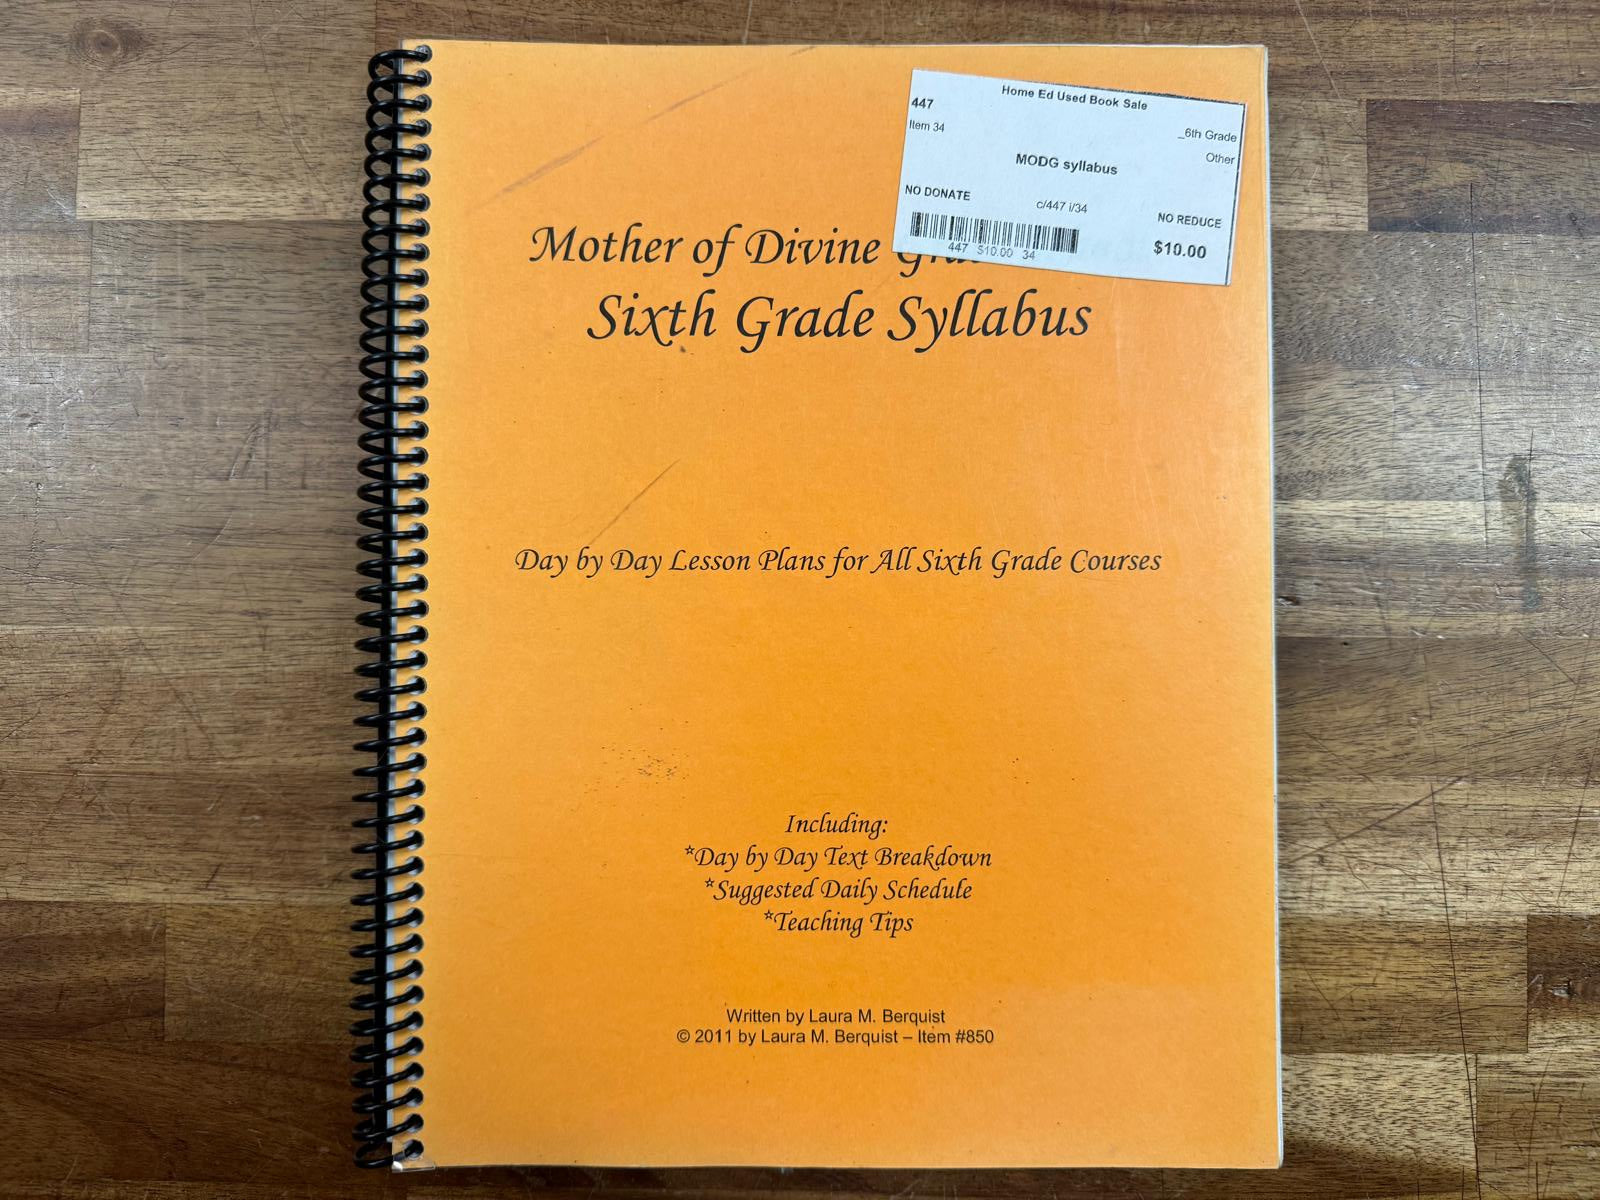 Home Ed Used Book Sale
447
Item 34
_6th Grade
Other
MODG syllabus
NO DONATE
c/447 i/34
NO REDUCE
447 $10.00 34
$10.00
Mother of Divine
Sixth Grade Syllabus
Day by Day Lesson Plans for All Sixth Grade Courses
Including:
*Day by Day Text Breakdown
*Suggested Daily Schedule
*Teaching Tips
Written by Laura M. Berquist
© 2011 by Laura M. Berquist – Item #850